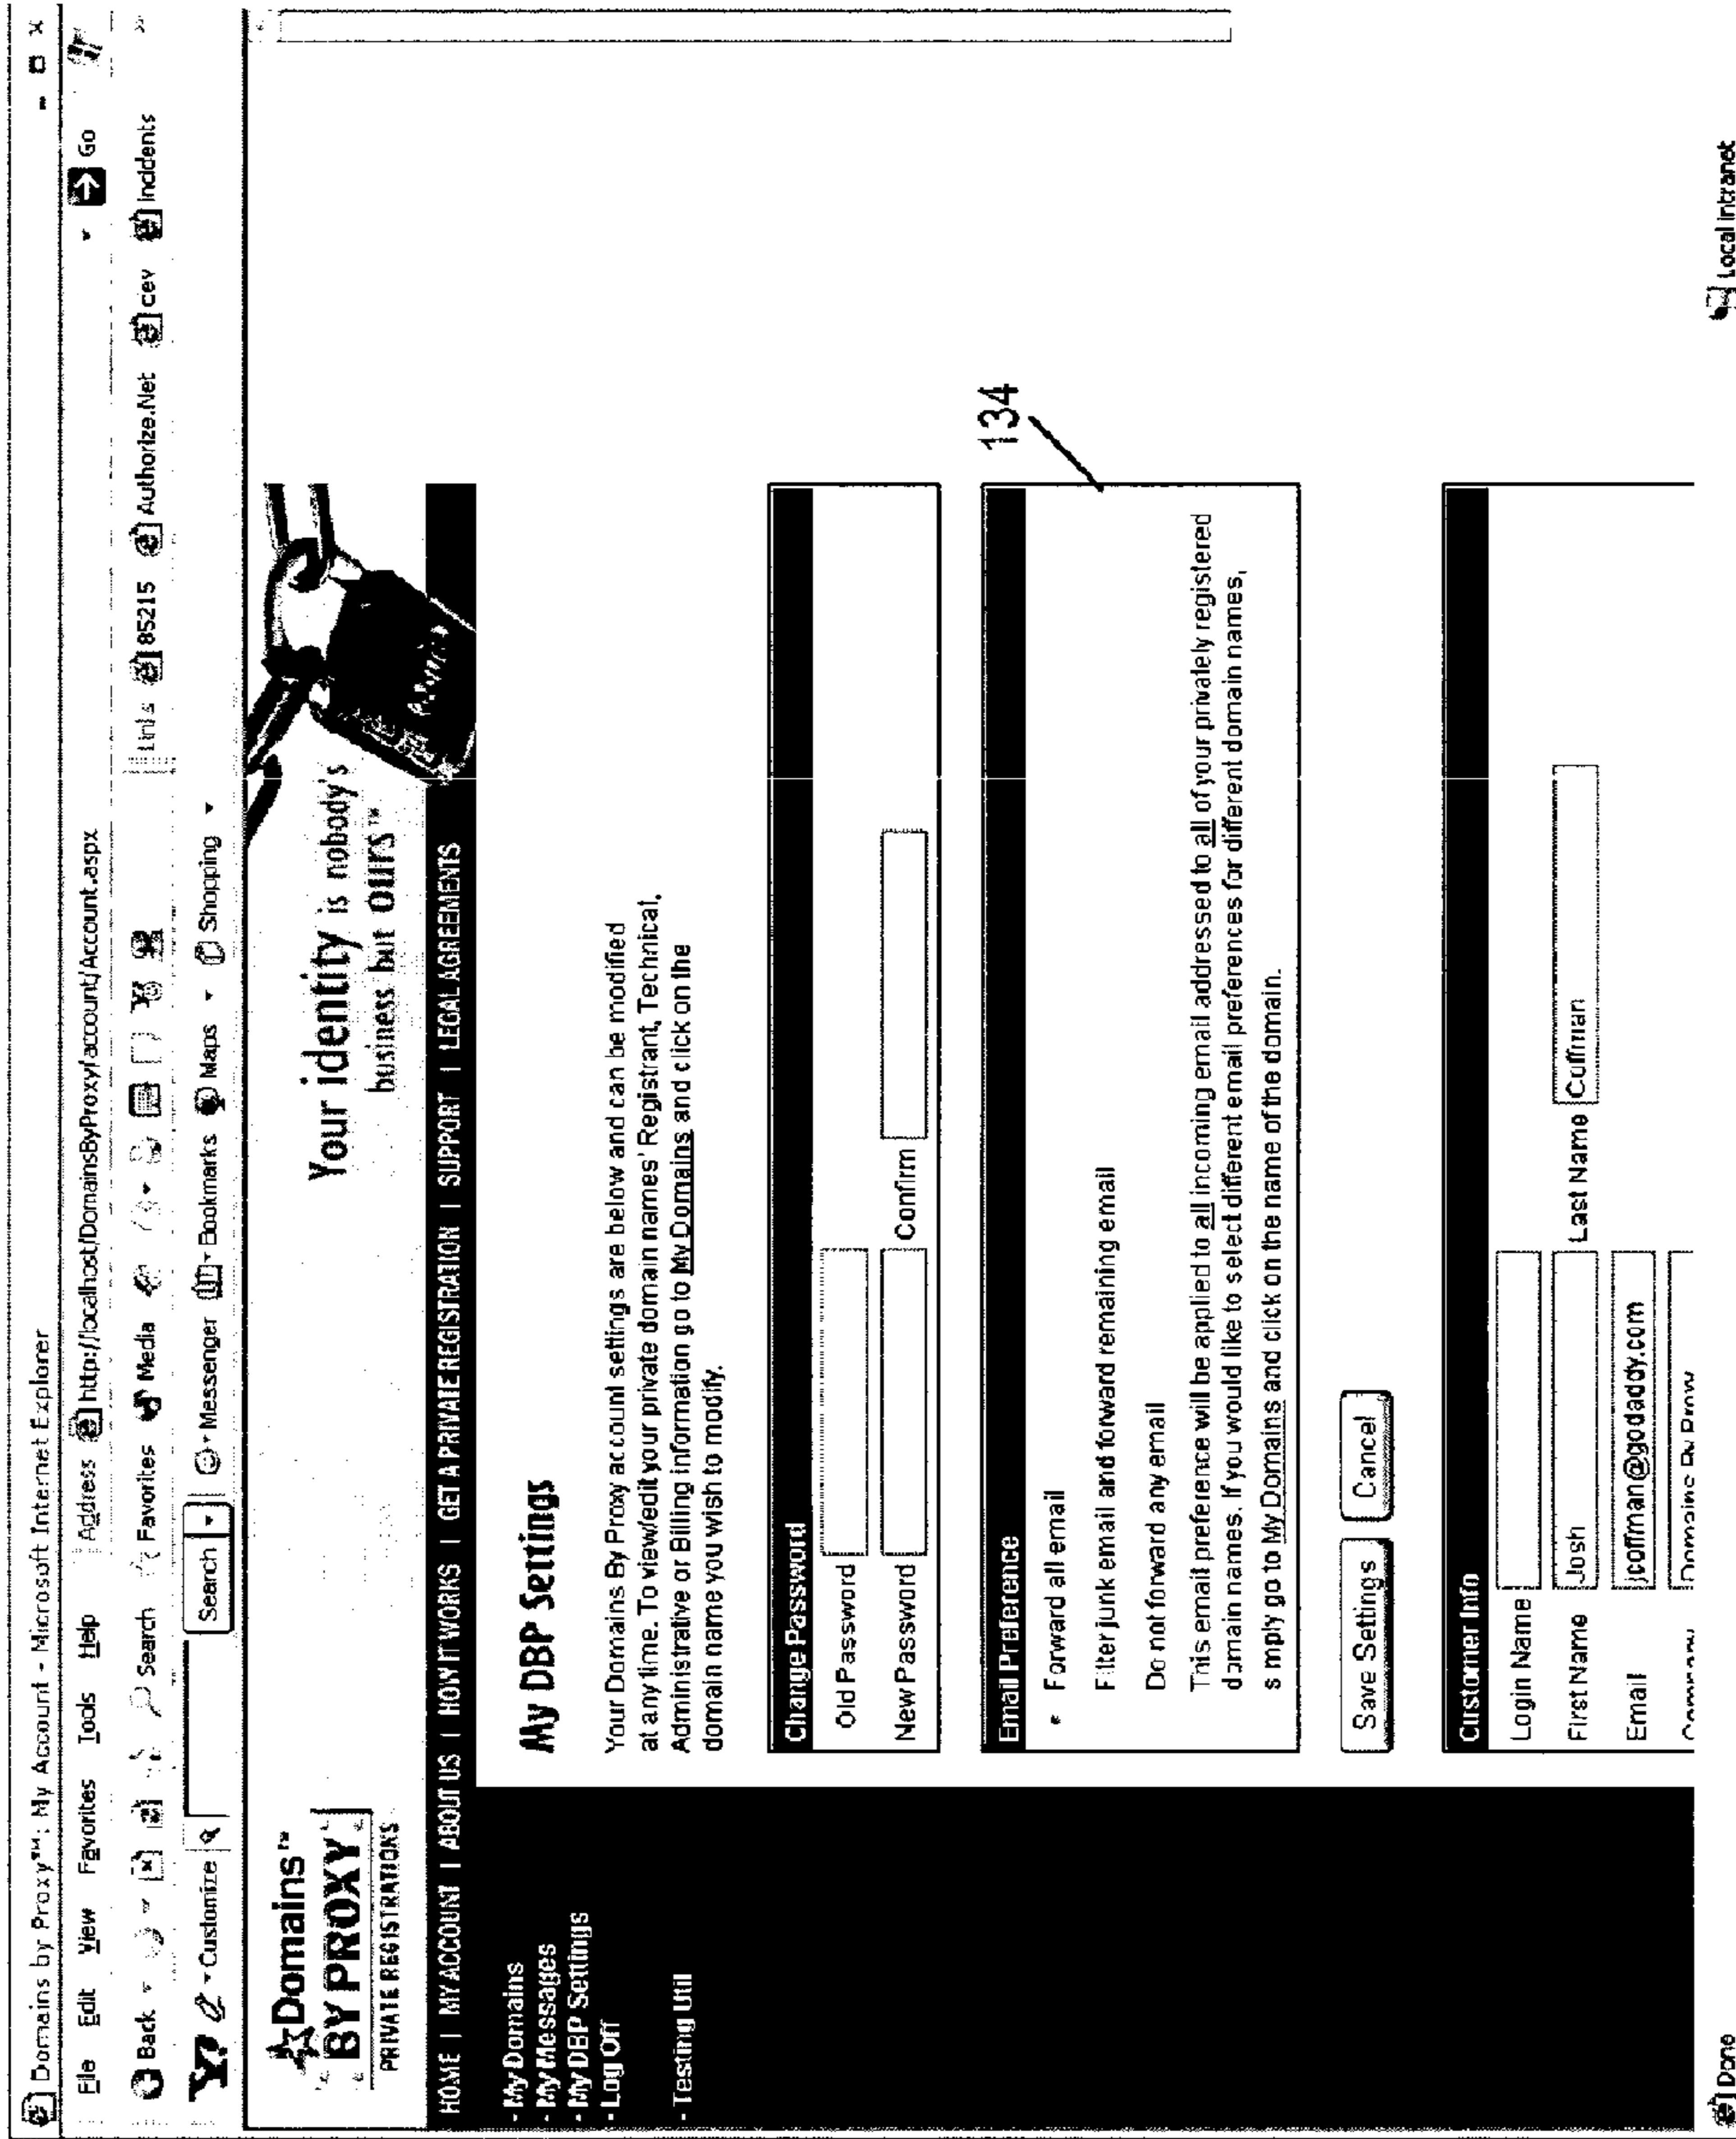 Domains by Proxy™: My Account - Microsoft Internet Explorer
File Edit View Favorites Tools Help Address http://localhost/DomainsByProxy/account/Account.aspx Go
Back Search Favorites Media Links 85215 Authorize.Net dev Incidents
Y! Customize Search Messenger Bookmarks Maps Shopping
Domains™
BY PROXY
PRIVATE REGISTRATIONS
Your identity is nobody's
business but OURS™
HOME | MY ACCOUNT | ABOUT US | HOW IT WORKS | GET A PRIVATE REGISTRATION | SUPPORT | LEGAL AGREEMENTS
- My Domains
- My Messages
- My DBP Settings
- Log Off
- Testing Util
My DBP Settings
Your Domains By Proxy account settings are below and can be modified
at any time. To view/edit your private domain names' Registrant, Technical,
Administrative or Billing information go to My Domains and click on the
domain name you wish to modify.
Change Password
Old Password
New Password Confirm
Email Preference
134
Forward all email
Filter junk email and forward remaining email
Do not forward any email
This email preference will be applied to all incoming email addressed to all of your privately registered
domain names. If you would like to select different email preferences for different domain names,
simply go to My Domains and click on the name of the domain.
Save Settings Cancel
Customer Info
Login Name
First Name Josh Last Name Coffman
Email jcoffman@godaddy.com
Company Domains By Proxy
Done Local intranet